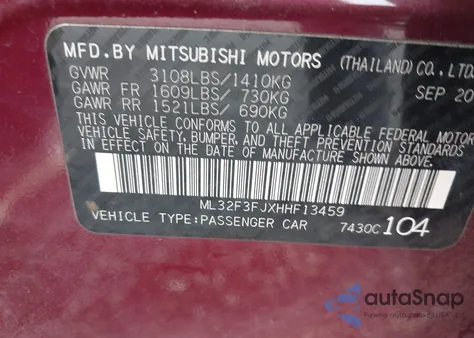 MFD.BY MITSUBISHI MOTORS (THAILAND) CO., LTD.
SEP 20
GVWR 3108LBS/1410KG
GAWR FR 1609LBS/ 730KG
GAWR RR 1521LBS/ 690KG
THIS VEHICLE CONFORMS TO ALL APPLICABLE FEDERAL MOTOR
VEHICLE SAFETY, BUMPER, AND THEFT PREVENTION STANDARDS
IN EFFECT ON THE DATE OF MANUFACTURE SHOWN ABOVE.
ML32F3FJXHHF13459
VEHICLE TYPE:PASSENGER CAR 7430C 104
autoSnap